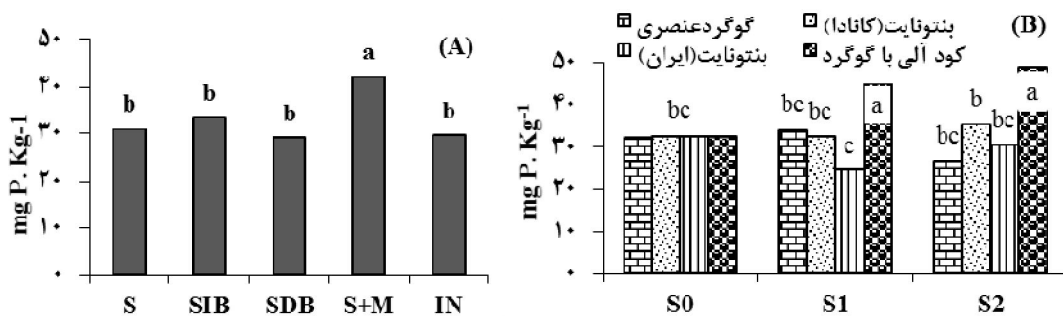 (A)
mg P. Kg-1
۵۰
۴۰
۳۰
۲۰
۱۰
۰
b b b a b
S SIB SDB S+M IN
(B)
گوگردعنصری بنتونایت(کانادا)
بنتونایت(ایران) کود آلی با گوگرد
mg P. Kg-1
۵۰
۴۰
۳۰
۲۰
۱۰
۰
bc
bc bc c a
bc b bc a
S0 S1 S2